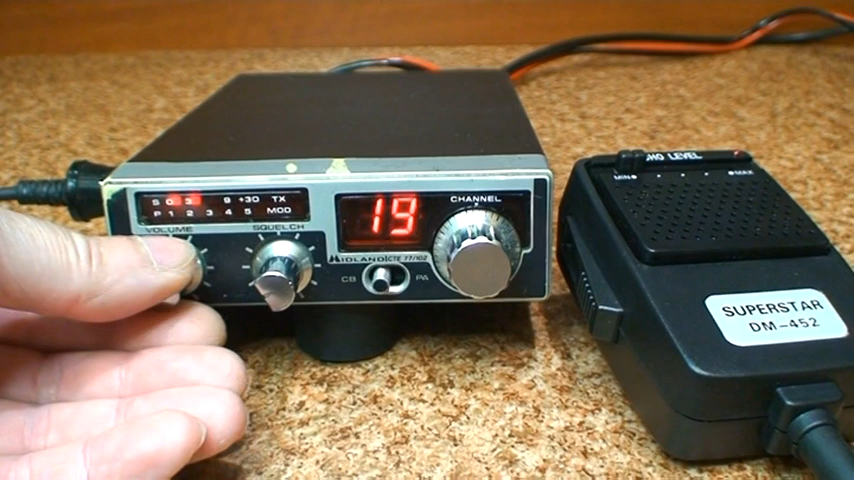 S 0 3 9 +30 TX
P 1 2 3 4 5 MOD
VOLUME
SQUELCH
19
CHANNEL
MIDLAND CTE 77/102
CB PA
ECHO LEVEL
MIN MAX
SUPERSTAR
DM-452